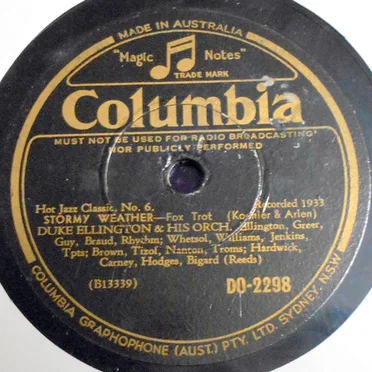 MADE IN AUSTRALIA
"Magic Notes"
TRADE MARK
Columbia
MUST NOT BE USED FOR RADIO BROADCASTING
NOR PUBLICLY PERFORMED
Hot Jazz Classic, No. 6. Recorded 1933
STORMY WEATHER—Fox Trot (Koehler & Arlen)
DUKE ELLINGTON & HIS ORCH. Ellington, Greer,
Guy, Braud, Rhythm; Whetsol, Williams, Jenkins,
Tpts; Brown, Tizol, Nanton, Troms; Hardwick,
Carney, Hodges, Bigard (Reeds)
(B13339) DO-2298
COLUMBIA GRAPHOPHONE (AUST.) PTY. LTD. SYDNEY, N.S.W.